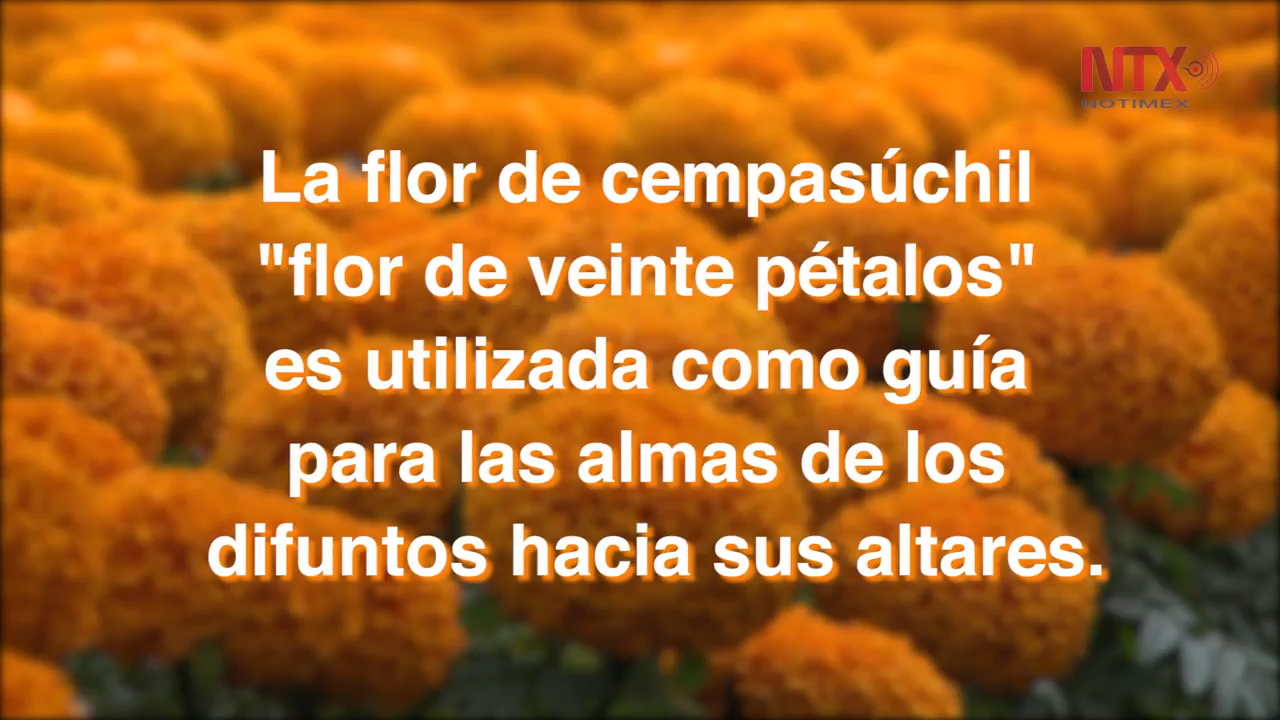 NTX
NOTIMEX
La flor de cempasúchil
"flor de veinte pétalos"
es utilizada como guía
para las almas de los
difuntos hacia sus altares.